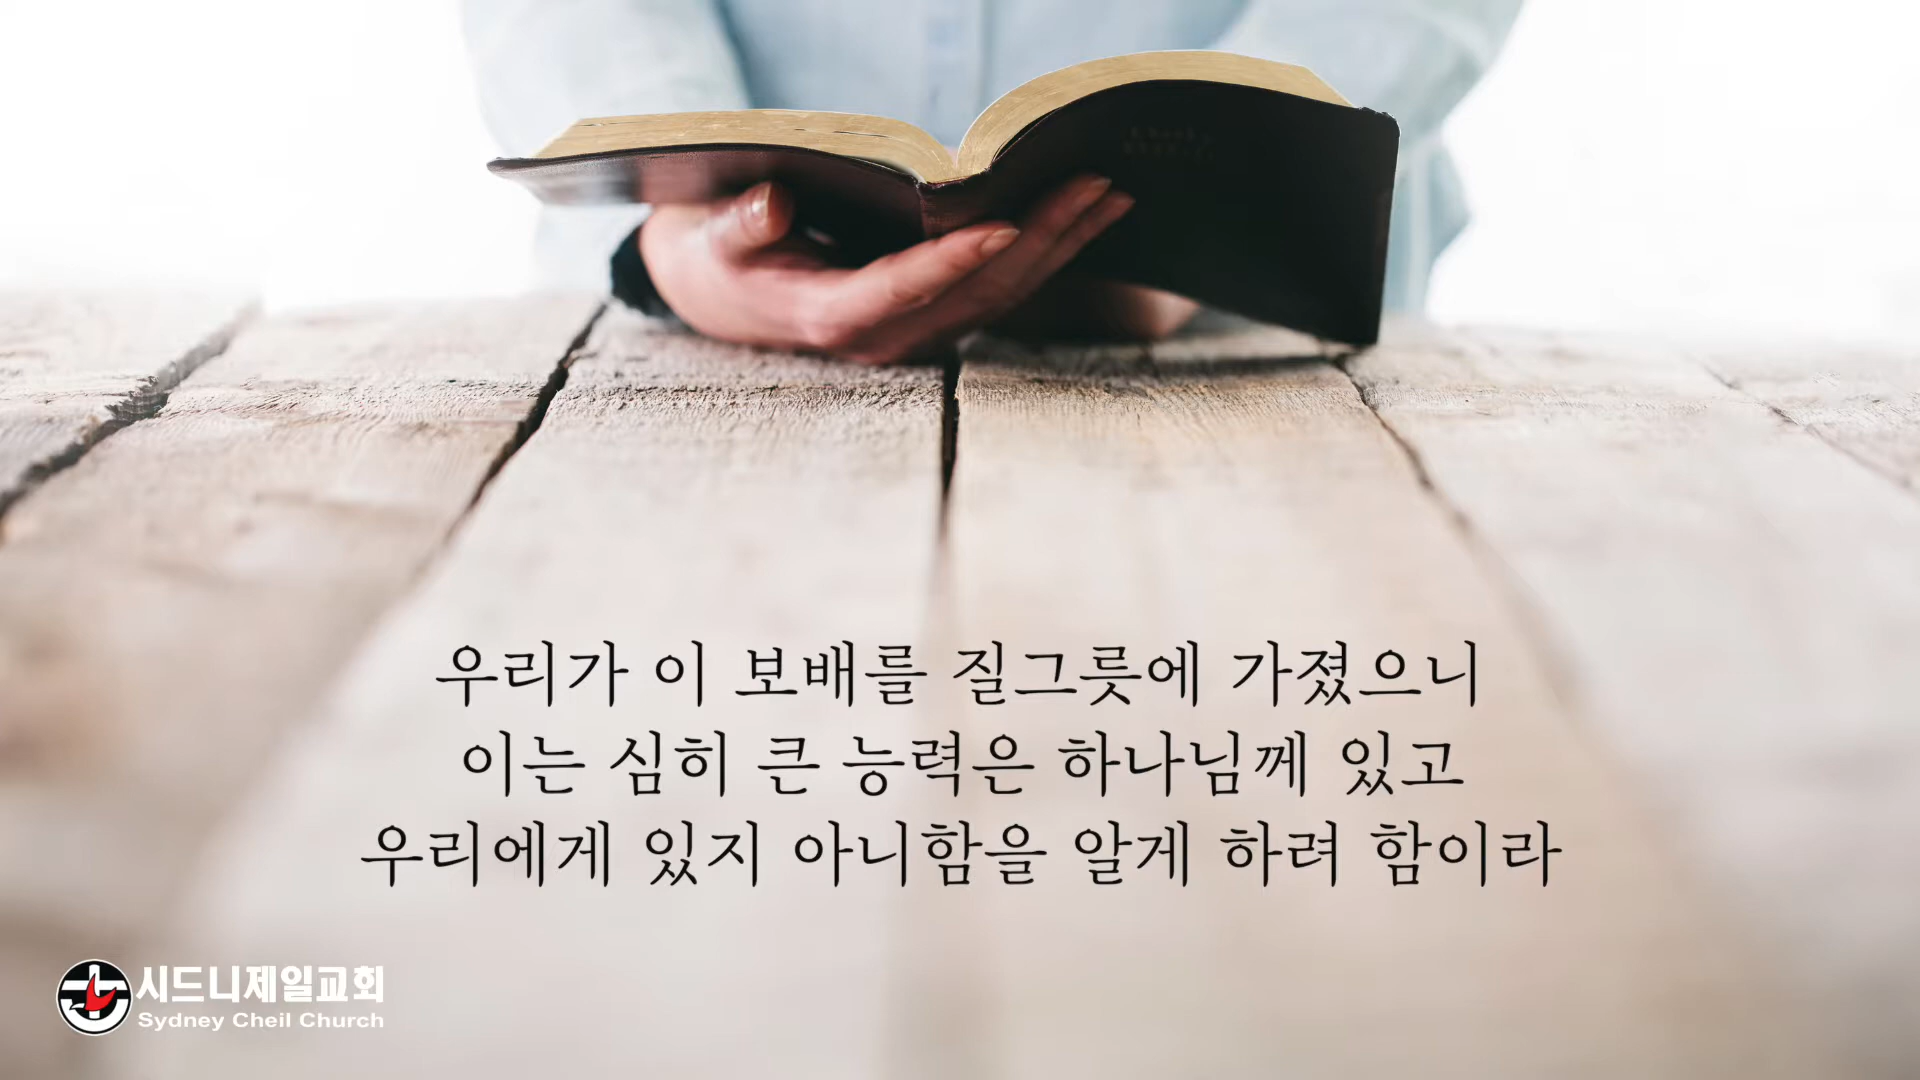 우리가 이 보배를 질그릇에 가졌으니
이는 심히 큰 능력은 하나님께 있고
우리에게 있지 아니함을 알게 하려 함이라
시드니제일교회
Sydney Cheil Church